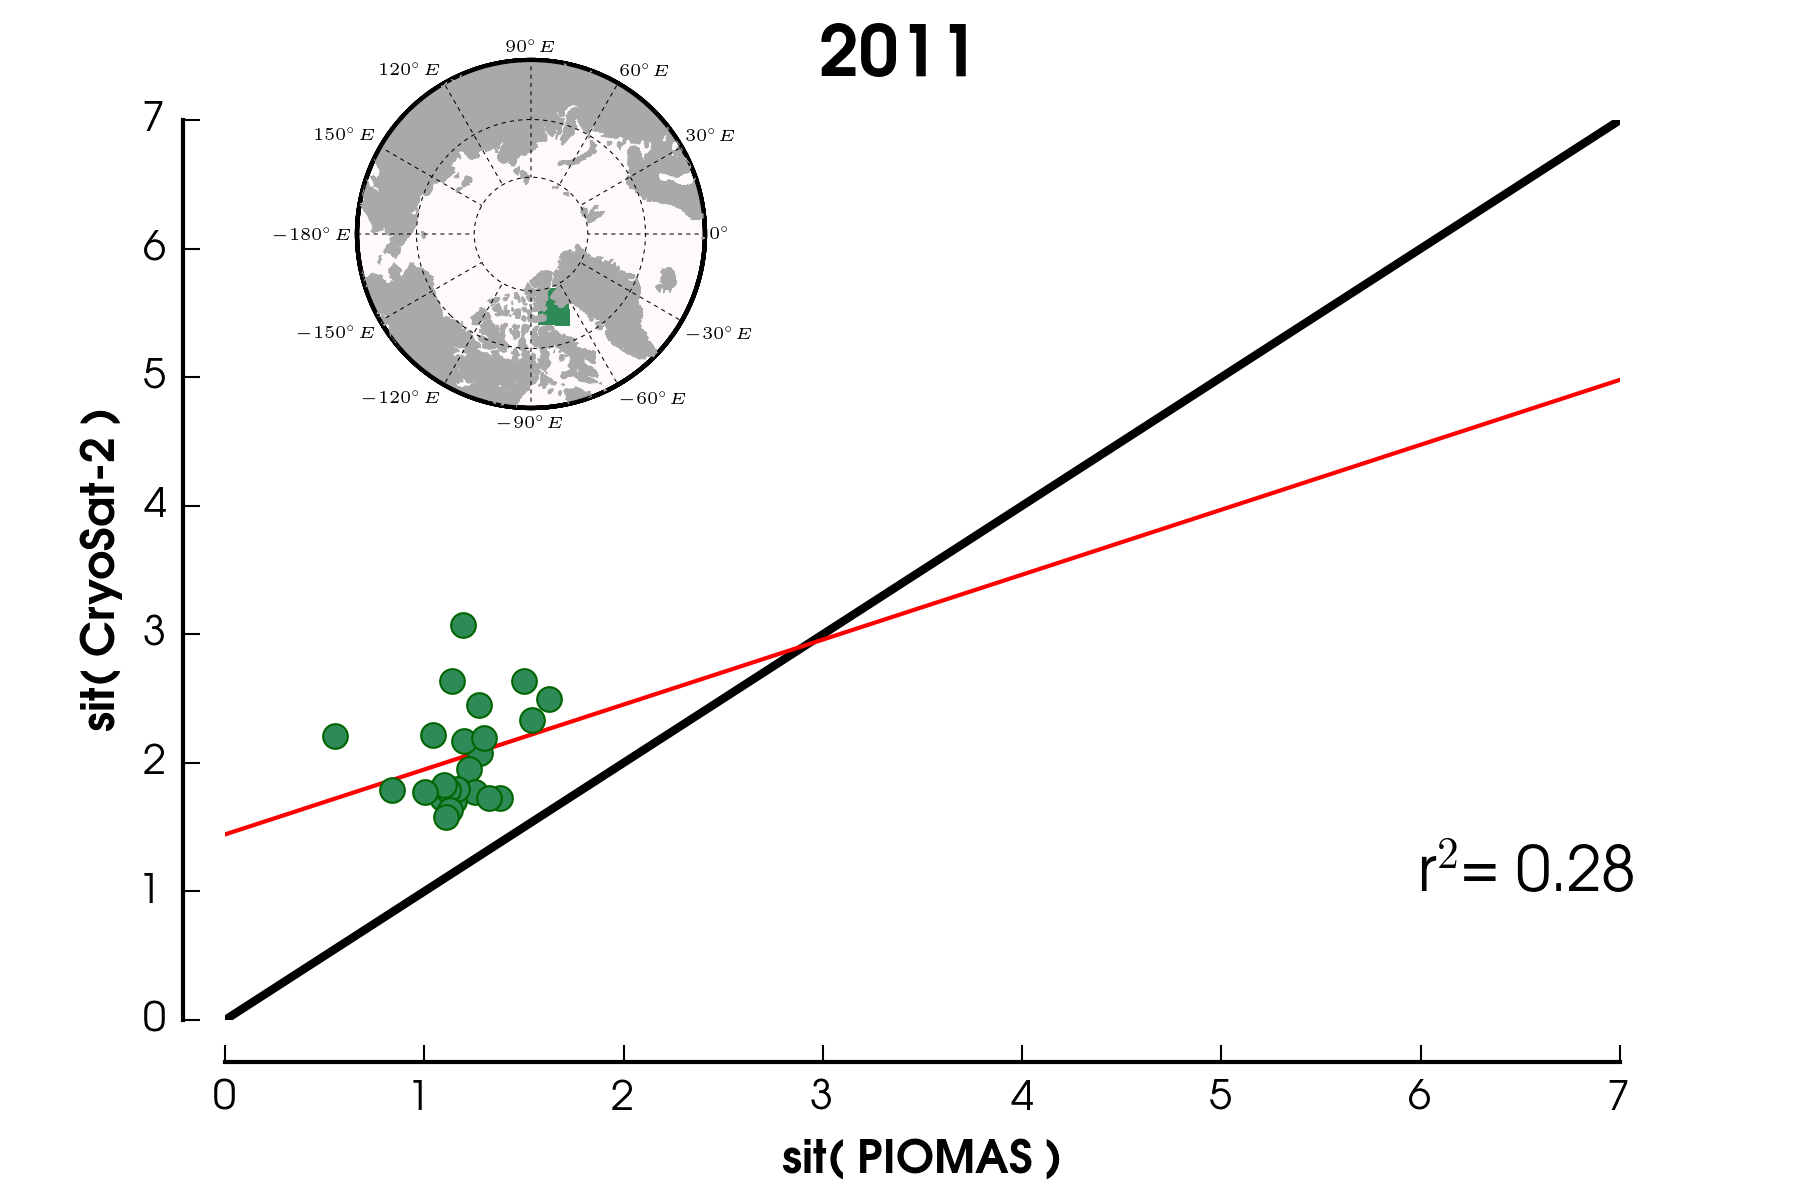 2011
90° E
120° E
60° E
150° E
30° E
−180° E
0°
−150° E
−30° E
−120° E
−60° E
−90° E
7
6
5
4
3
2
1
0
sit( CryoSat-2 )
r²= 0.28
0 1 2 3 4 5 6 7
sit( PIOMAS )